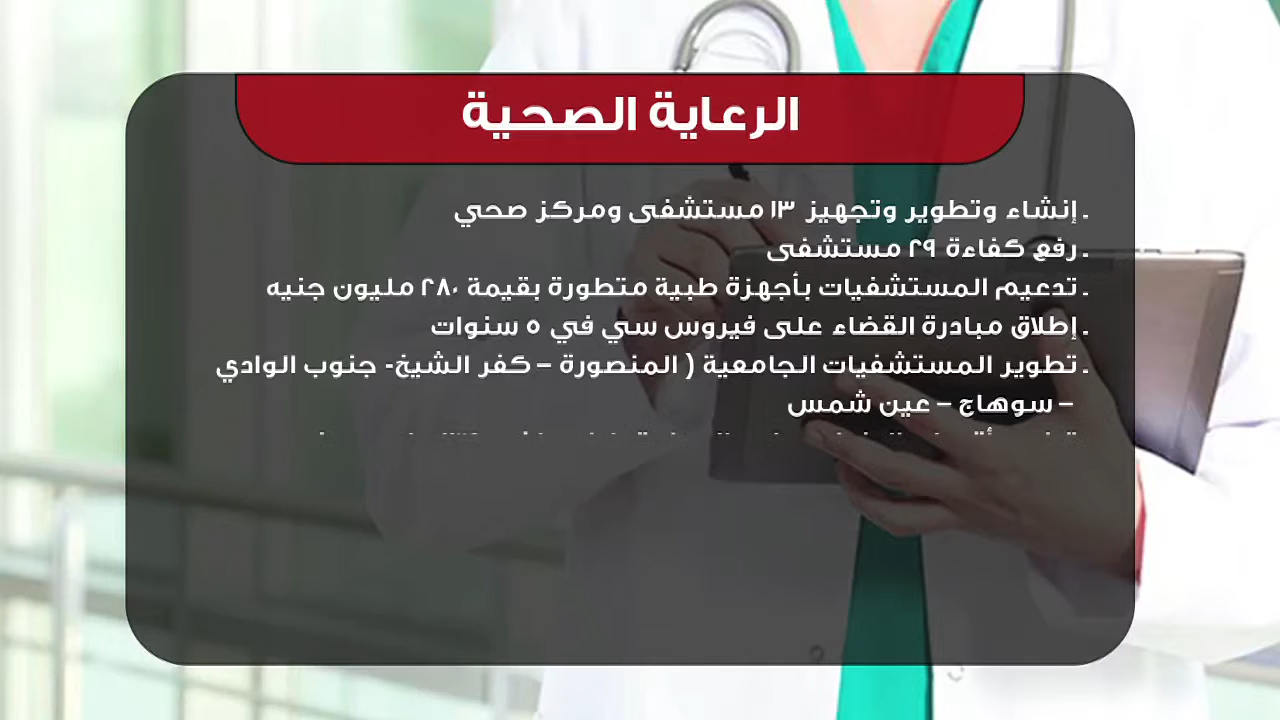 الرعاية الصحية
. إنشاء وتطوير وتجهيز ١٣ مستشفى ومركز صحي
. رفع كفاءة ٢٩ مستشفى
. تدعيم المستشفيات بأجهزة طبية متطورة بقيمة ٢٨٠ مليون جنيه
. إطلاق مبادرة القضاء على فيروس سي في ٥ سنوات
. تطوير المستشفيات الجامعية ( المنصورة – كفر الشيخ- جنوب الوادي
– سوهاج – عين شمس